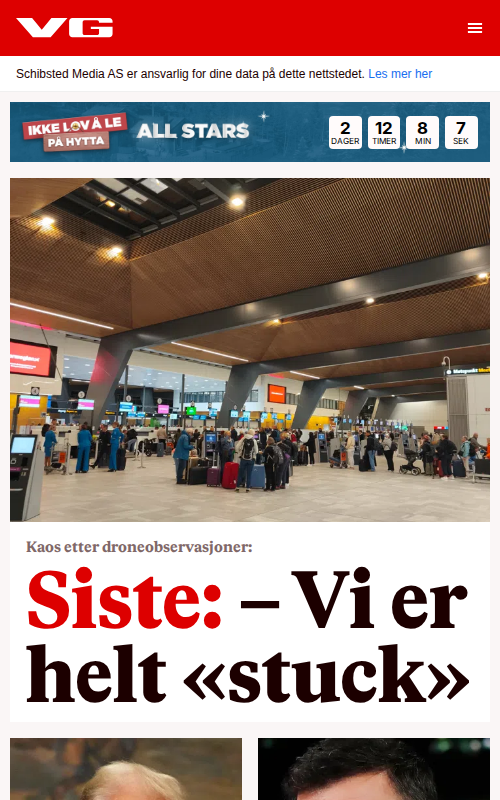 VG
Schibsted Media AS er ansvarlig for dine data på dette nettstedet. Les mer her
IKKE LOV Å LE
PÅ HYTTA
ALL STARS
2 12 8 7
DAGER TIMER MIN SEK
Kaos etter droneobservasjoner:
Siste: – Vi er
helt «stuck»